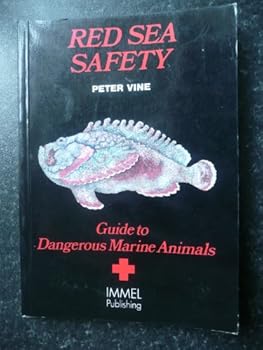 RED SEA
SAFETY
PETER VINE
Guide to
Dangerous Marine Animals
IMMEL
Publishing